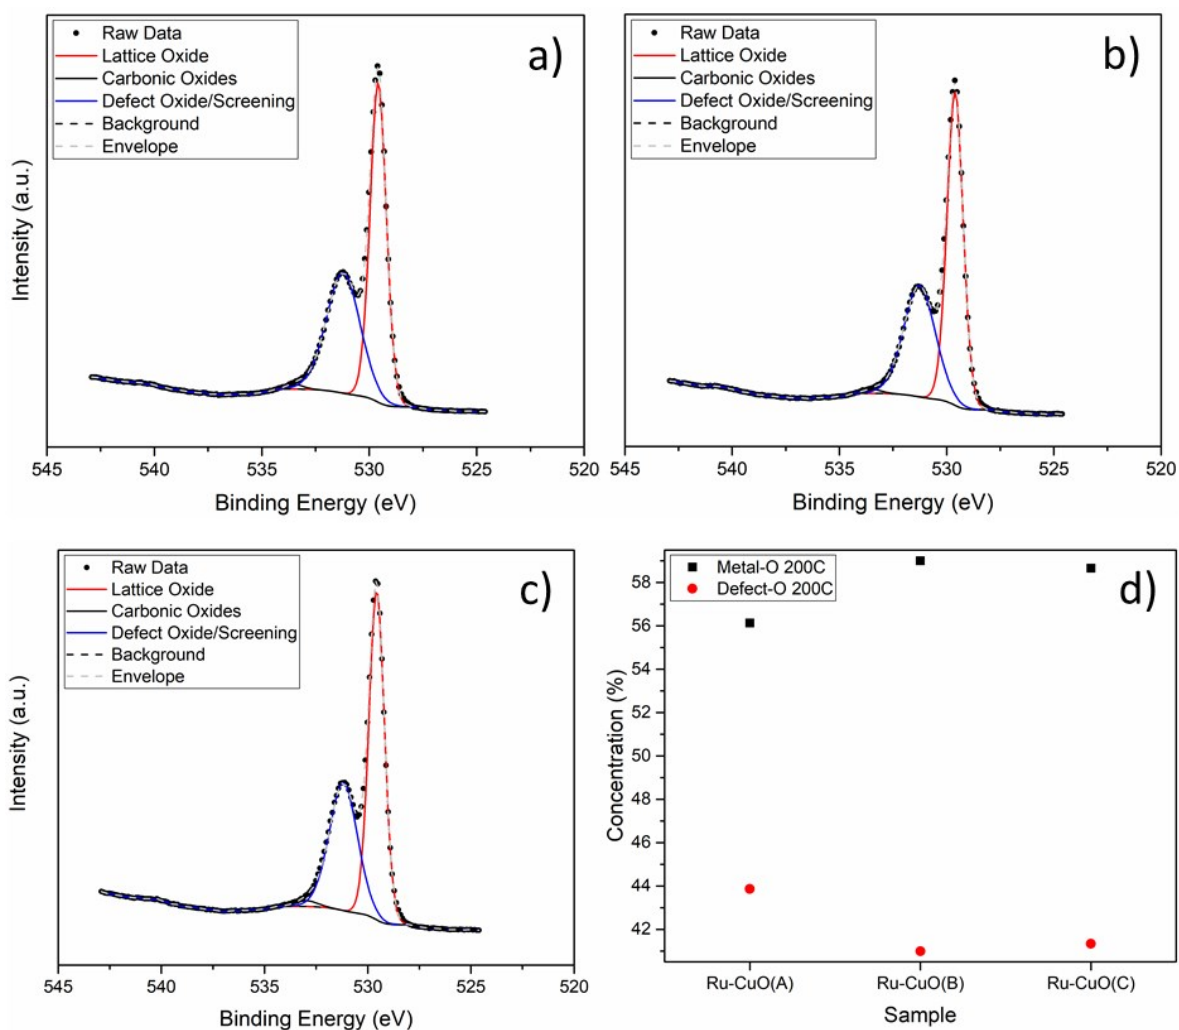 a)
Raw Data
Lattice Oxide
Carbonic Oxides
Defect Oxide/Screening
Background
Envelope
Intensity (a.u.)
545 540 535 530 525 520
Binding Energy (eV)
b)
Raw Data
Lattice Oxide
Carbonic Oxides
Defect Oxide/Screening
Background
Envelope
545 540 535 530 525 520
Binding Energy (eV)
c)
Raw Data
Lattice Oxide
Carbonic Oxides
Defect Oxide/Screening
Background
Envelope
Intensity (a.u.)
545 540 535 530 525 520
Binding Energy (eV)
d)
Metal-O 200C
Defect-O 200C
Concentration (%)
58
56
54
52
50
48
46
44
42
Ru-CuO(A) Ru-CuO(B) Ru-CuO(C)
Sample